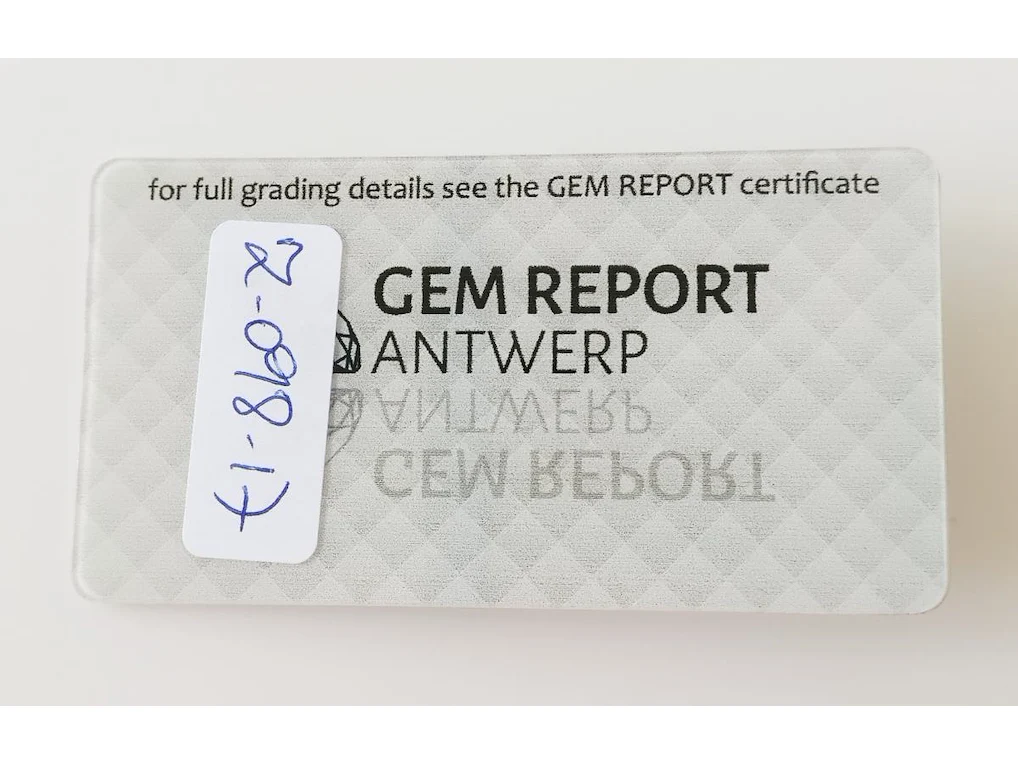 for full grading details see the GEM REPORT certificate
GEM REPORT
ANTWERP